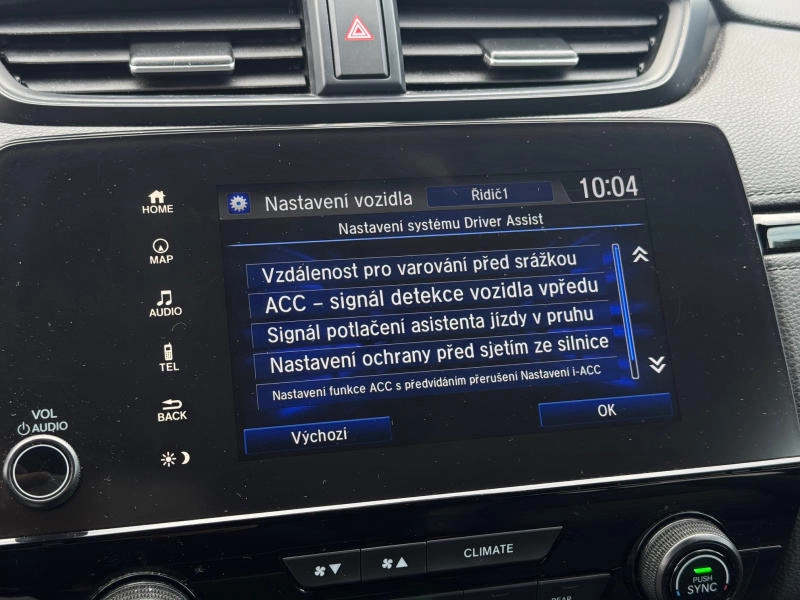 Nastavení vozidla
Řidič1
10:04
Nastavení systému Driver Assist
Vzdálenost pro varování před srážkou
ACC – signál detekce vozidla vpředu
Signál potlačení asistenta jízdy v pruhu
Nastavení ochrany před sjetím ze silnice
Nastavení funkce ACC s předvídáním přerušení Nastavení i-ACC
Výchozí
OK
HOME
MAP
AUDIO
TEL
BACK
VOL
AUDIO
CLIMATE
PUSH
SYNC
REAR